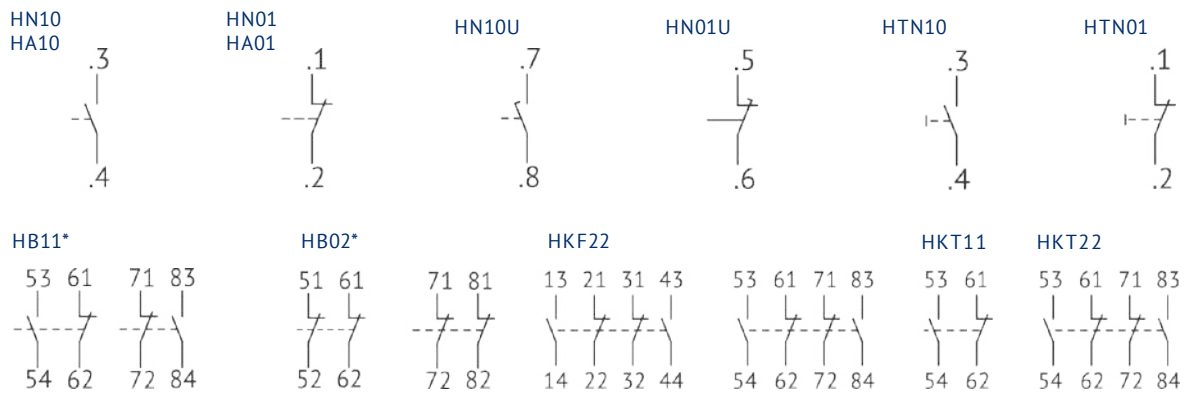 HN10
HA10
HN01
HA01
HN10U
HN01U
HTN10
HTN01
.3
.1
.7
.5
.3
.1
.4
.2
.8
.6
.4
.2
HB11*
HB02*
HKF22
HKT11
HKT22
53 61 71 83
51 61 71 81
13 21 31 43
53 61 71 83
53 61
53 61 71 83
54 62 72 84
52 62 72 82
14 22 32 44
54 62 72 84
54 62
54 62 72 84